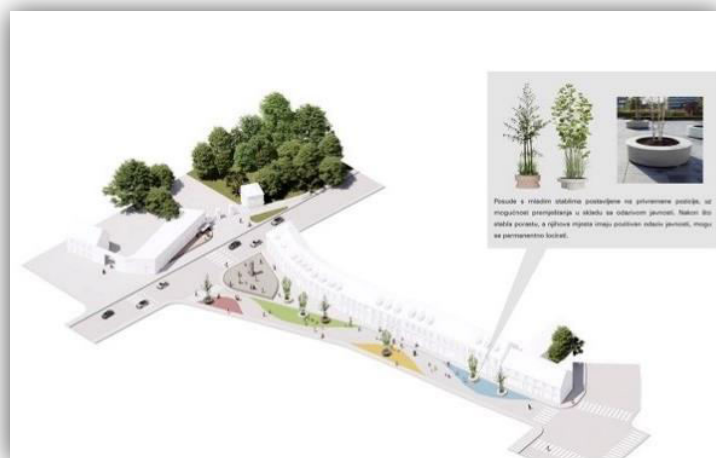 Posude s mladim stablima postavljene na privremene pozicije, uz
mogućnost premještanja u skladu sa odazivom javnosti. Nakon što
stabla porastu, a njihova mjesta imaju pozitivan odaziv javnosti, mogu
se permanentno locirati.